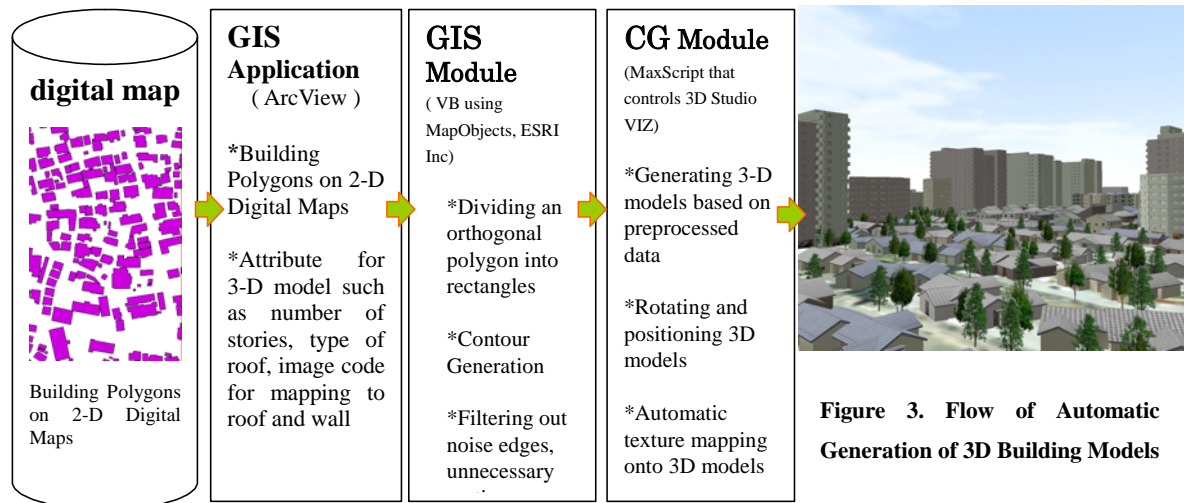 digital map
Building Polygons
on 2-D Digital
Maps
GIS
Application
( ArcView )
*Building
Polygons on 2-D
Digital Maps
*Attribute for
3-D model such
as number of
stories, type of
roof, image code
for mapping to
roof and wall
GIS
Module
( VB using
MapObjects, ESRI
Inc)
*Dividing an
orthogonal
polygon into
rectangles
*Contour
Generation
*Filtering out
noise edges,
unnecessary
CG Module
(MaxScript that
controls 3D Studio
VIZ)
*Generating 3-D
models based on
preprocessed
data
*Rotating and
positioning 3D
models
*Automatic
texture mapping
onto 3D models
Figure 3. Flow of Automatic
Generation of 3D Building Models